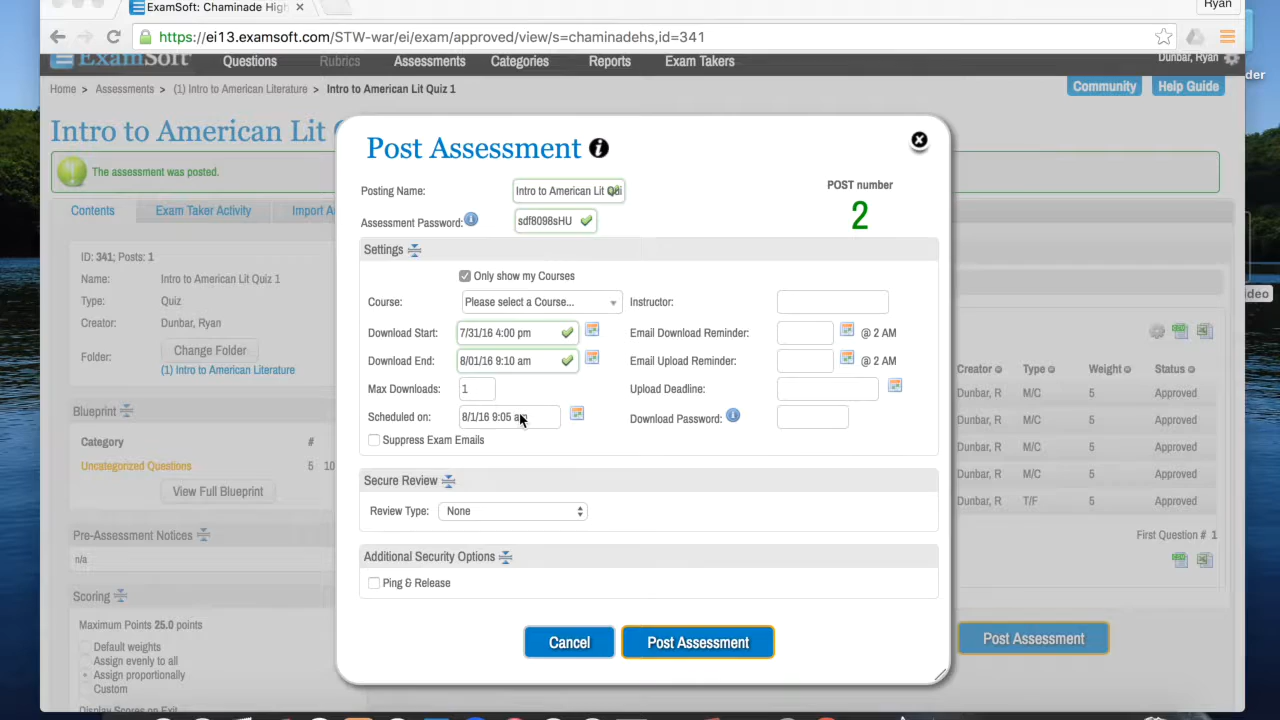 ExamSoft: Chaminade High
Ryan
https://ei13.examsoft.com/STW-war/ei/exam/approved/view/s=chaminadehs,id=341
ExamSoft Questions Rubrics Assessments Categories Reports Exam Takers Dunbar, Ryan
Home > Assessments > (1) Intro to American Literature > Intro to American Lit Quiz 1
Community Help Guide
Intro to American Lit
The assessment was posted.
Contents Exam Taker Activity Import
ID: 341; Posts: 1
Name: Intro to American Lit Quiz 1
Type: Quiz
Creator: Dunbar, Ryan
Folder: Change Folder
(1) Intro to American Literature
Blueprint
Category #
Uncategorized Questions 5 10
View Full Blueprint
Pre-Assessment Notices
n/a
Scoring
Maximum Points 25.0 points
Default weights
Assign evenly to all
Assign proportionally
Custom
Display Scores on Exit
Post Assessment
POST number
2
Posting Name: Intro to American Lit Qui
Assessment Password: sdf8098sHU
Settings
Only show my Courses
Course: Please select a Course... Instructor:
Download Start: 7/31/16 4:00 pm Email Download Reminder: @ 2 AM
Download End: 8/01/16 9:10 am Email Upload Reminder: @ 2 AM
Max Downloads: 1 Upload Deadline:
Scheduled on: 8/1/16 9:05 Download Password:
Suppress Exam Emails
Secure Review
Review Type: None
Additional Security Options
Ping & Release
Cancel Post Assessment
Creator Type Weight Status
Dunbar, R M/C 5 Approved
Dunbar, R M/C 5 Approved
Dunbar, R M/C 5 Approved
Dunbar, R M/C 5 Approved
Dunbar, R T/F 5 Approved
First Question # 1
Post Assessment